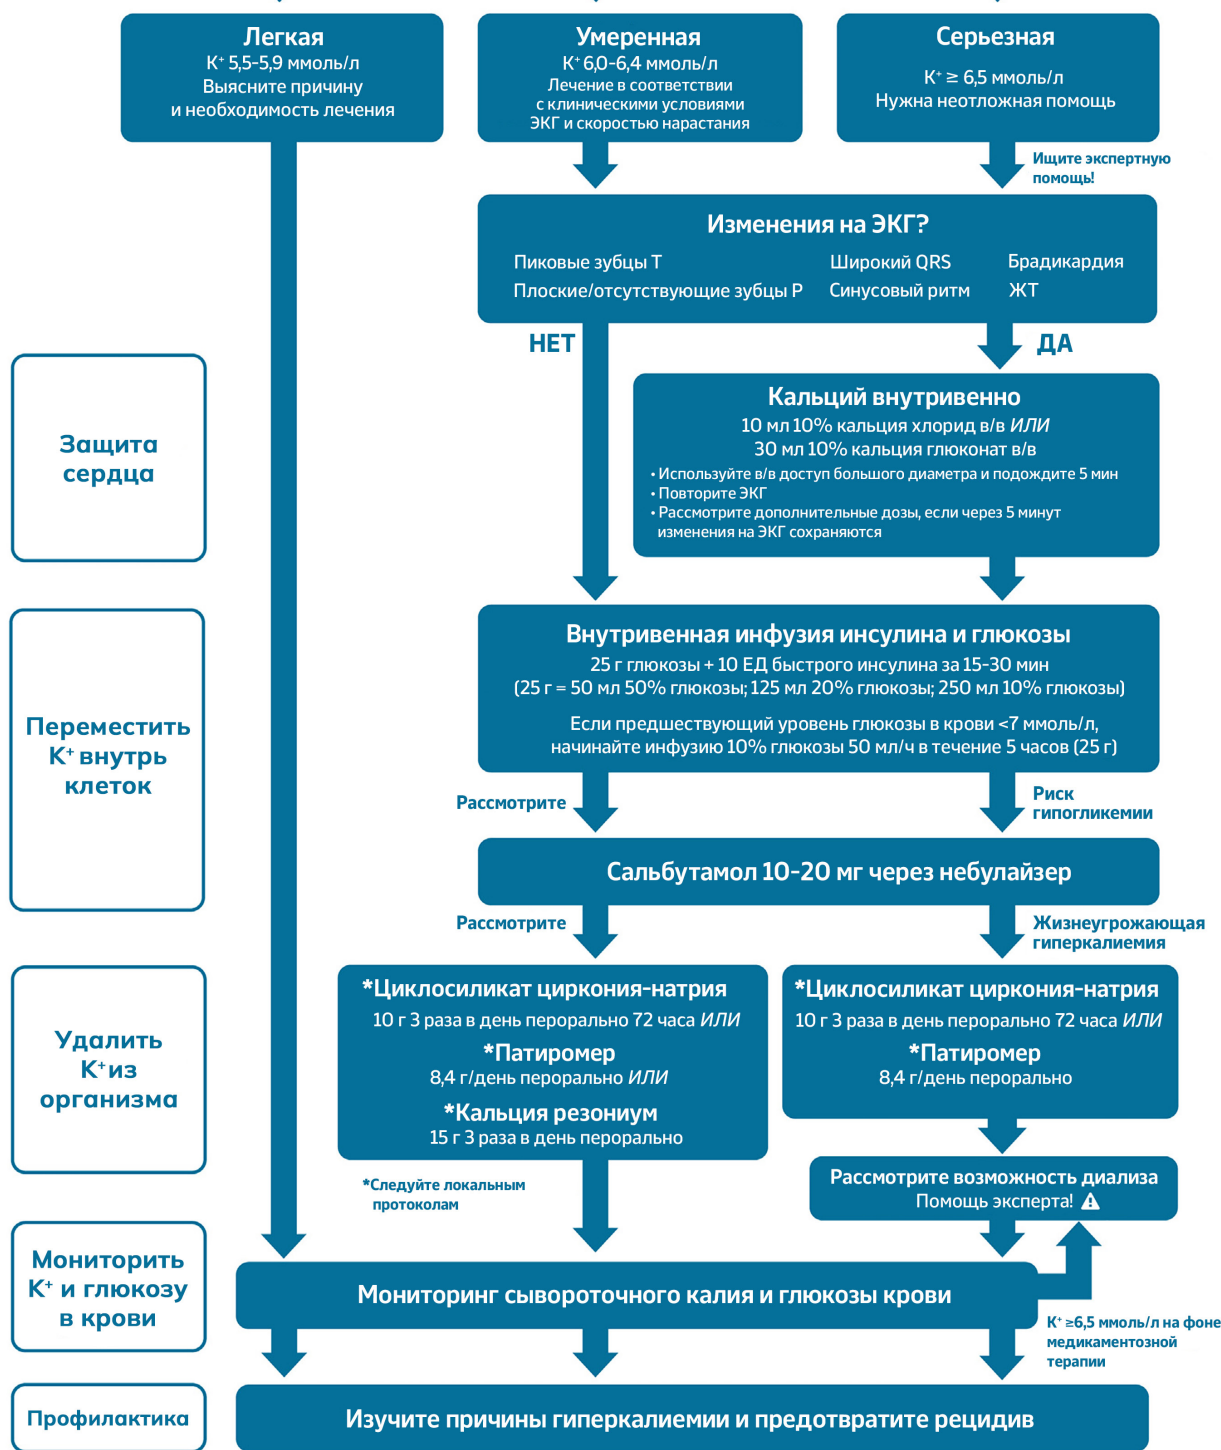 Легкая
K⁺ 5,5-5,9 ммоль/л
Выясните причину
и необходимость лечения
Умеренная
K⁺ 6,0-6,4 ммоль/л
Лечение в соответствии
с клиническими условиями
ЭКГ и скоростью нарастания
Серьезная
K⁺ ≥ 6,5 ммоль/л
Нужна неотложная помощь
Ищите экспертную
помощь!
Изменения на ЭКГ?
Пиковые зубцы T
Широкий QRS
Брадикардия
Плоские/отсутствующие зубцы P
Синусовый ритм
ЖТ
НЕТ
ДА
Защита
сердца
Кальций внутривенно
10 мл 10% кальция хлорид в/в ИЛИ
30 мл 10% кальция глюконат в/в
• Используйте в/в доступ большого диаметра и подождите 5 мин
• Повторите ЭКГ
• Рассмотрите дополнительные дозы, если через 5 минут
изменения на ЭКГ сохраняются
Переместить
K⁺ внутрь
клеток
Внутривенная инфузия инсулина и глюкозы
25 г глюкозы + 10 ЕД быстрого инсулина за 15-30 мин
(25 г = 50 мл 50% глюкозы; 125 мл 20% глюкозы; 250 мл 10% глюкозы)
Если предшествующий уровень глюкозы в крови <7 ммоль/л,
начинайте инфузию 10% глюкозы 50 мл/ч в течение 5 часов (25 г)
Рассмотрите
Риск
гипогликемии
Сальбутамол 10-20 мг через небулайзер
Рассмотрите
Жизнеугрожающая
гиперкалиемия
Удалить
K⁺ из
организма
*Циклосиликат циркония-натрия
10 г 3 раза в день перорально 72 часа ИЛИ
*Патиромер
8,4 г/день перорально ИЛИ
*Кальция резониум
15 г 3 раза в день перорально
*Циклосиликат циркония-натрия
10 г 3 раза в день перорально 72 часа ИЛИ
*Патиромер
8,4 г/день перорально
*Следуйте локальным
протоколам
Рассмотрите возможность диализа
Помощь эксперта!
Мониторить
K⁺ и глюкозу
в крови
Мониторинг сывороточного калия и глюкозы крови
K⁺ ≥6,5 ммоль/л на фоне
медикаментозной
терапии
Профилактика
Изучите причины гиперкалиемии и предотвратите рецидив